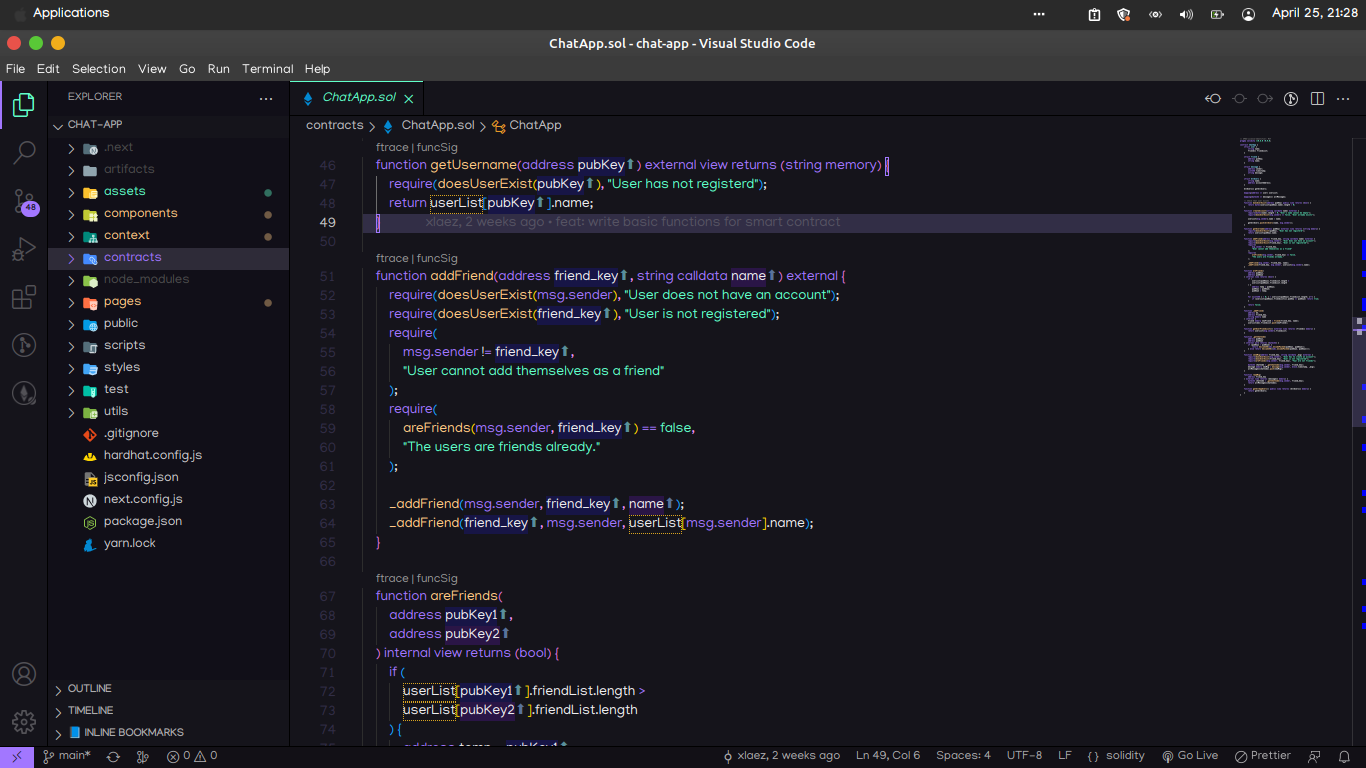 Applications
April 25, 21:28
ChatApp.sol - chat-app - Visual Studio Code
File Edit Selection View Go Run Terminal Help
EXPLORER
CHAT-APP
.next
artifacts
assets
components
context
contracts
node_modules
pages
public
scripts
styles
test
utils
.gitignore
hardhat.config.js
jsconfig.json
next.config.js
package.json
yarn.lock
OUTLINE
TIMELINE
INLINE BOOKMARKS
48
ChatApp.sol
contracts > ChatApp.sol > ChatApp
ftrace | funcSig
46 function getUsername(address pubKey⬆) external view returns (string memory) {
47 require(doesUserExist(pubKey⬆), "User has not registerd");
48 return userList[pubKey⬆].name;
49 } xlaez, 2 weeks ago • feat: write basic functions for smart contract
50
ftrace | funcSig
51 function addFriend(address friend_key⬆, string calldata name⬆) external {
52 require(doesUserExist(msg.sender), "User does not have an account");
53 require(doesUserExist(friend_key⬆), "User is not registered");
54 require(
55 msg.sender != friend_key⬆,
56 "User cannot add themselves as a friend"
57 );
58 require(
59 areFriends(msg.sender, friend_key⬆) == false,
60 "The users are friends already."
61 );
62
63 _addFriend(msg.sender, friend_key⬆, name⬆);
64 _addFriend(friend_key⬆, msg.sender, userList[msg.sender].name);
65 }
66
ftrace | funcSig
67 function areFriends(
68 address pubKey1⬆,
69 address pubKey2⬆
70 ) internal view returns (bool) {
71 if (
72 userList[pubKey1⬆].friendList.length >
73 userList[pubKey2⬆].friendList.length
74 ) {
main* 0 0 xlaez, 2 weeks ago Ln 49, Col 6 Spaces: 4 UTF-8 LF { } solidity Go Live Prettier